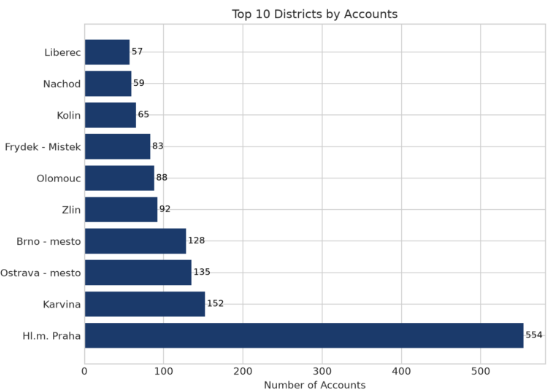 Top 10 Districts by Accounts
Liberec 57
Nachod 59
Kolin 65
Frydek - Mistek 83
Olomouc 88
Zlin 92
Brno - mesto 128
Ostrava - mesto 135
Karvina 152
Hl.m. Praha 554
0 100 200 300 400 500
Number of Accounts